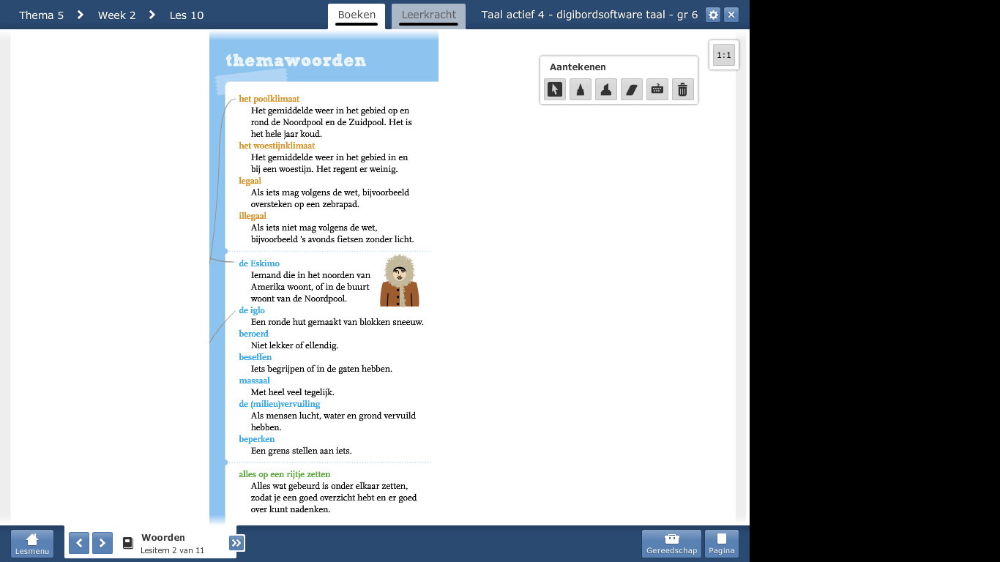 Thema 5 > Week 2 > Les 10
Boeken
Leerkracht
Taal actief 4 - digibordsoftware taal - gr 6
1:1
Aantekenen
themawoorden
het poolklimaat
Het gemiddelde weer in het gebied op en
rond de Noordpool en de Zuidpool. Het is
het hele jaar koud.
het woestijnklimaat
Het gemiddelde weer in het gebied in en
bij een woestijn. Het regent er weinig.
legaal
Als iets mag volgens de wet, bijvoorbeeld
oversteken op een zebrapad.
illegaal
Als iets niet mag volgens de wet,
bijvoorbeeld 's avonds fietsen zonder licht.
de Eskimo
Iemand die in het noorden van
Amerika woont, of in de buurt
woont van de Noordpool.
de iglo
Een ronde hut gemaakt van blokken sneeuw.
beroerd
Niet lekker of ellendig.
beseffen
Iets begrijpen of in de gaten hebben.
massaal
Met heel veel tegelijk.
de (milieu)vervuiling
Als mensen lucht, water en grond vervuild
hebben.
beperken
Een grens stellen aan iets.
alles op een rijtje zetten
Alles wat gebeurd is onder elkaar zetten,
zodat je een goed overzicht hebt en er goed
over kunt nadenken.
Lesmenu
Woorden
Lesitem 2 van 11
Gereedschap
Pagina